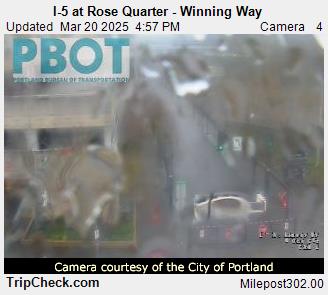 I-5 at Rose Quarter - Winning Way
Updated Mar 20 2025 4:57 PM Camera 4
PBOT
PORTLAND BUREAU OF TRANSPORTATION
Camera courtesy of the City of Portland
TripCheck.com Milepost302.00